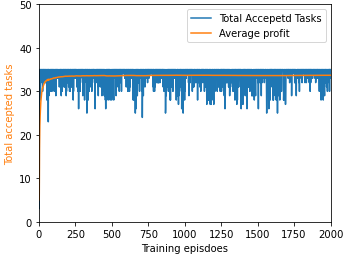 50
40
30
20
10
0
Total accepted tasks
Total Accepetd Tasks
Average profit
0 250 500 750 1000 1250 1500 1750 2000
Training episdoes